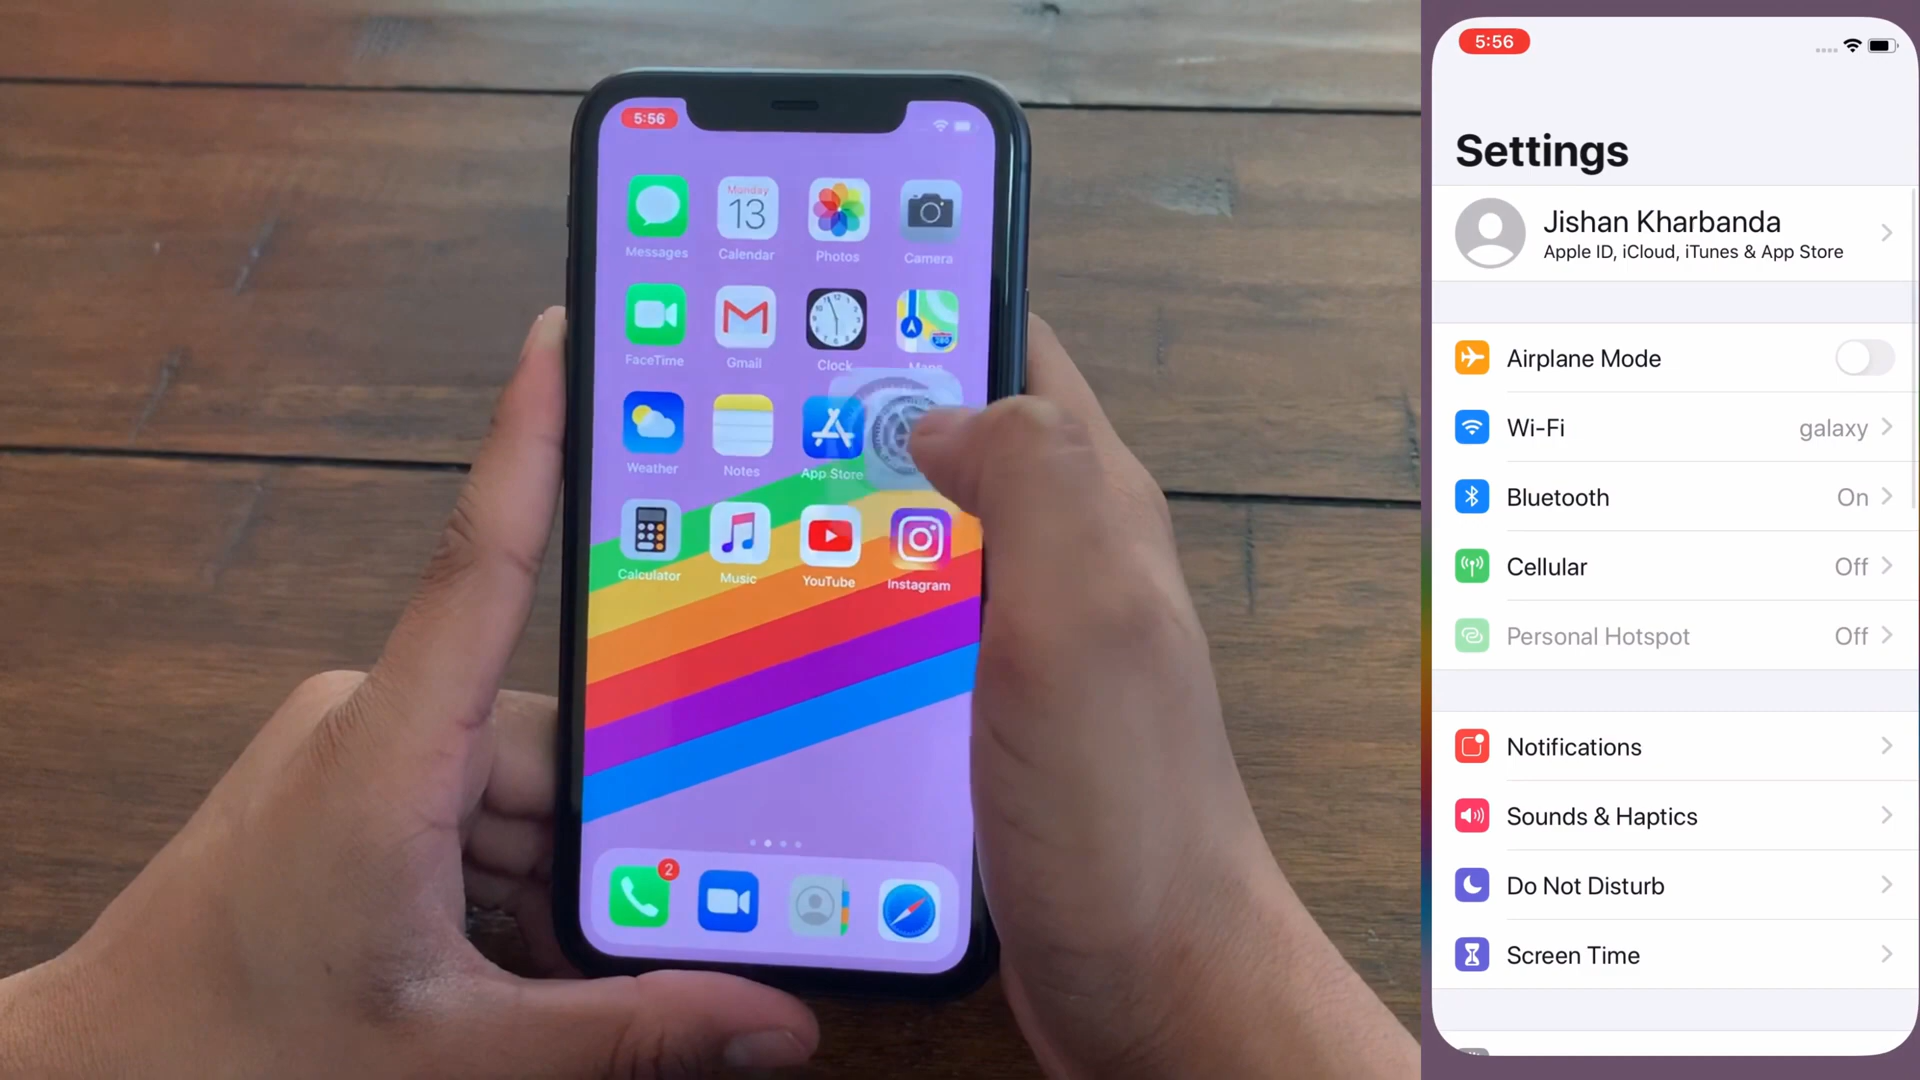 5:56
Monday
13
Messages
Calendar
Photos
Camera
FaceTime
Gmail
Clock
Maps
Weather
Notes
App Store
Calculator
Music
YouTube
Instagram
2
5:56
Settings
Jishan Kharbanda
Apple ID, iCloud, iTunes & App Store
Airplane Mode
Wi-Fi galaxy
Bluetooth On
Cellular Off
Personal Hotspot Off
Notifications
Sounds & Haptics
Do Not Disturb
Screen Time